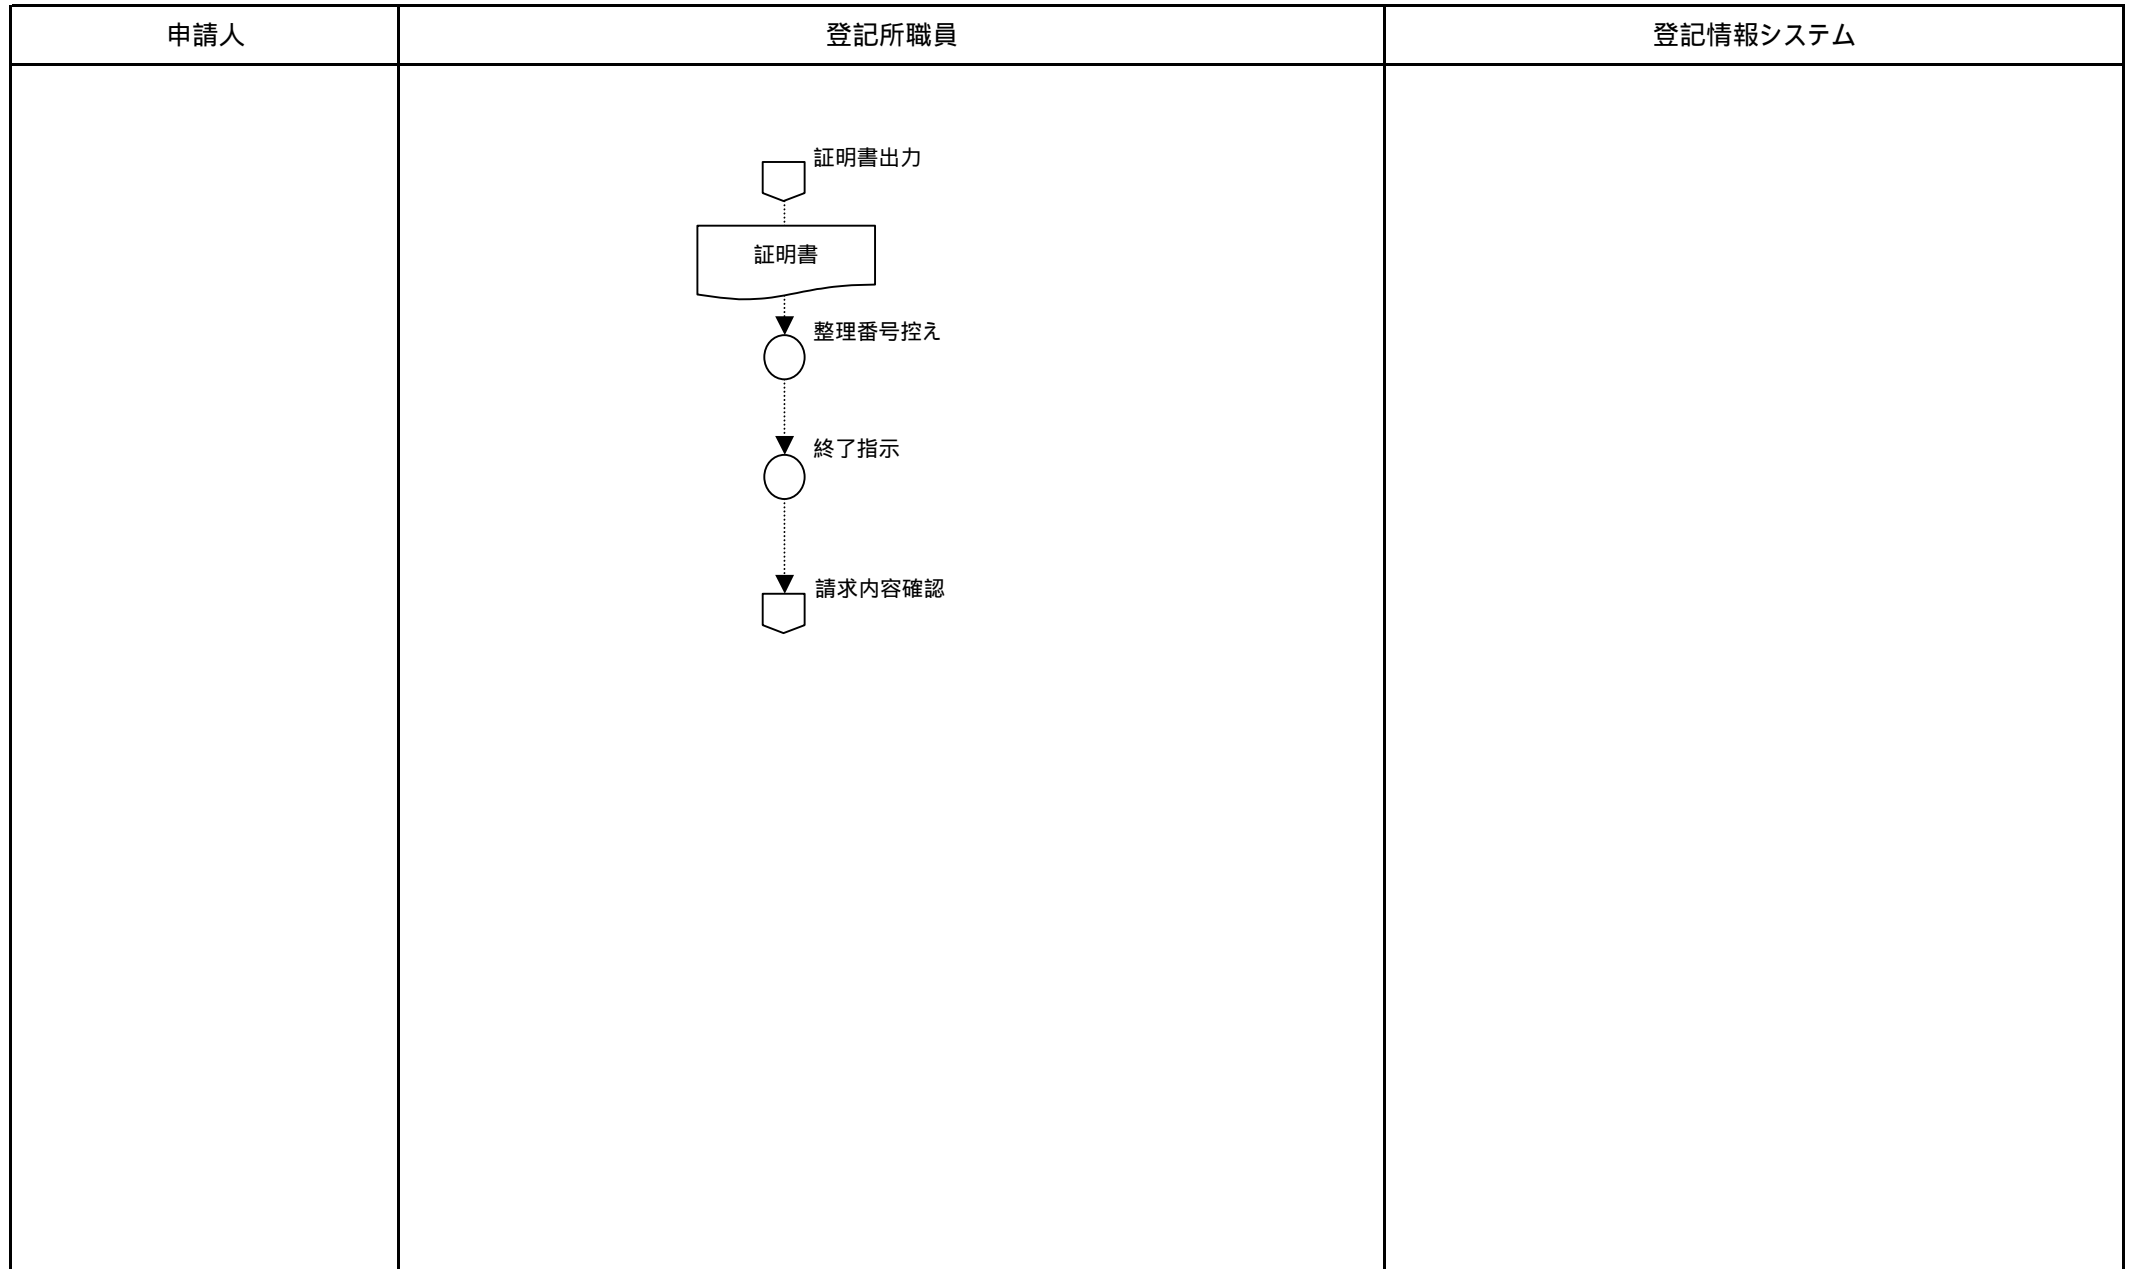 申請人
登記所職員
登記情報システム
証明書出力
証明書
整理番号控え
終了指示
請求内容確認